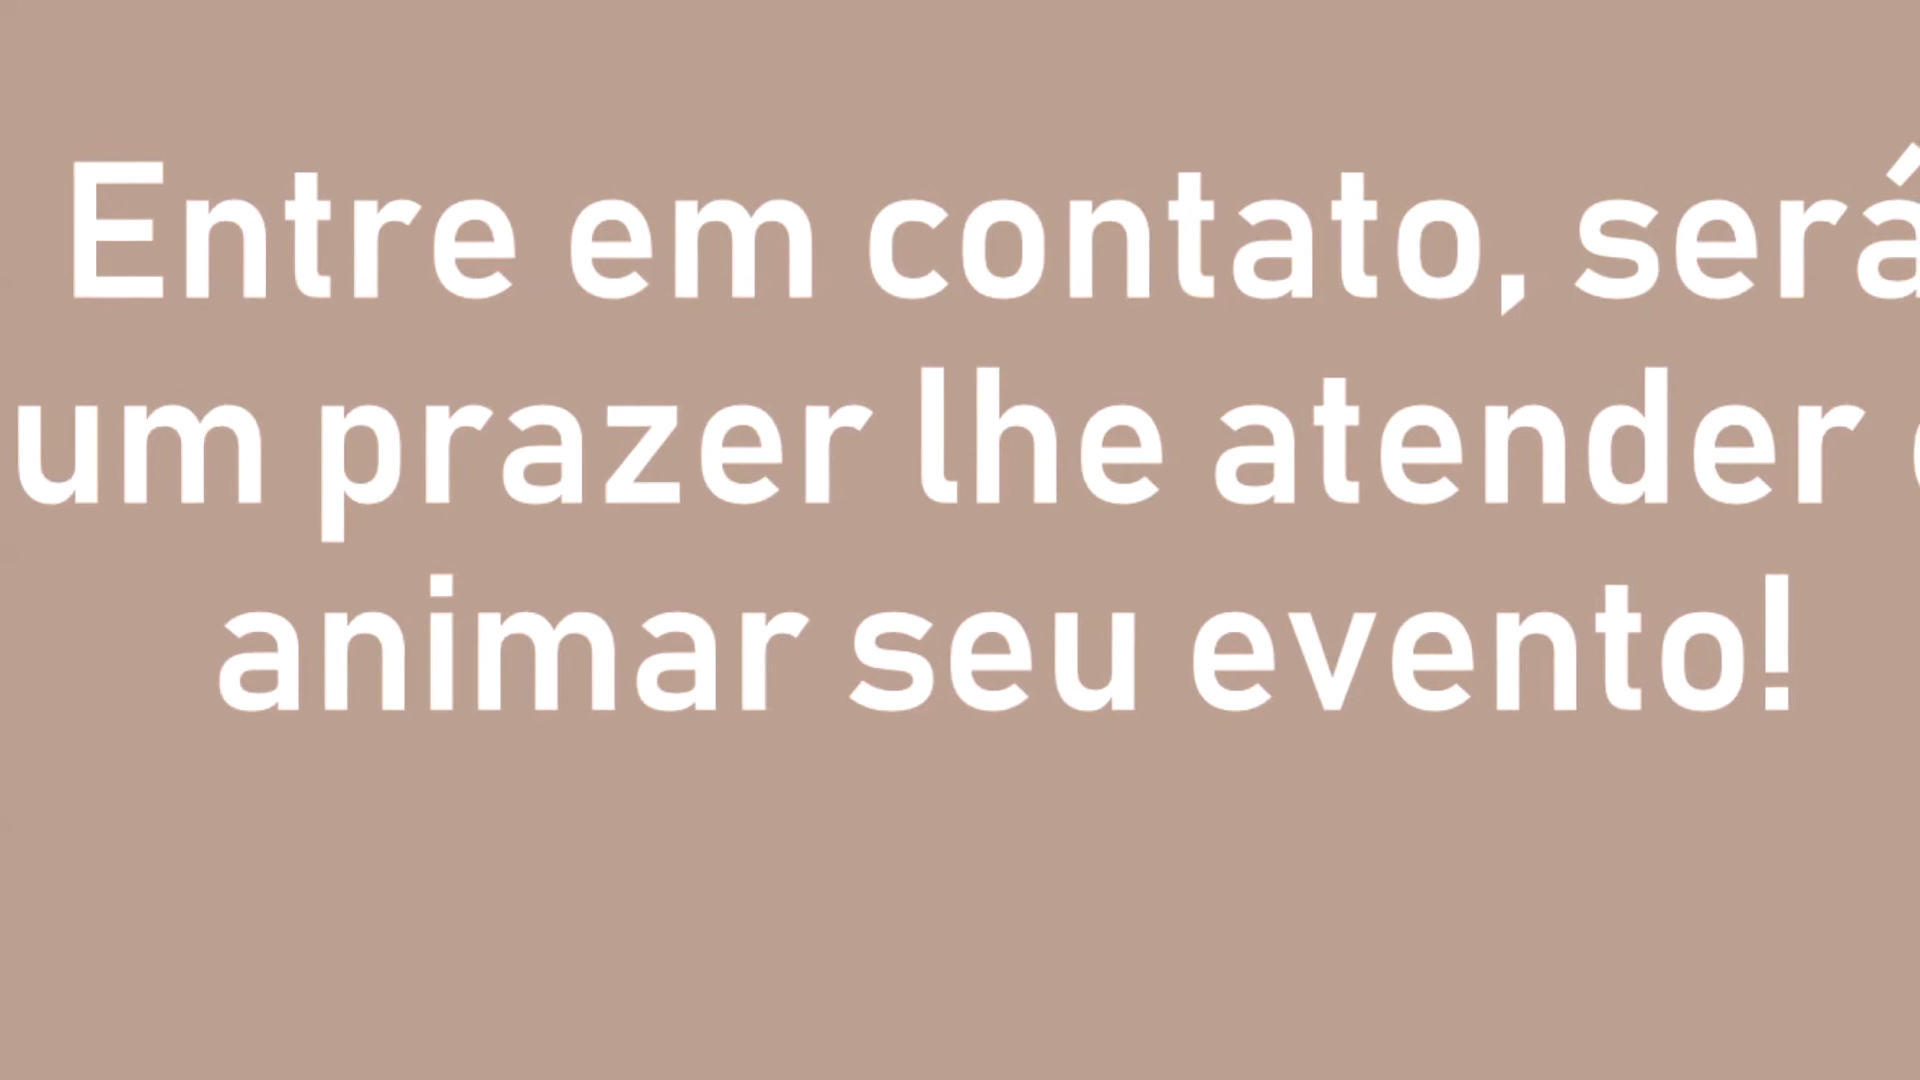 Entre em contato, será
um prazer lhe atender
animar seu evento!